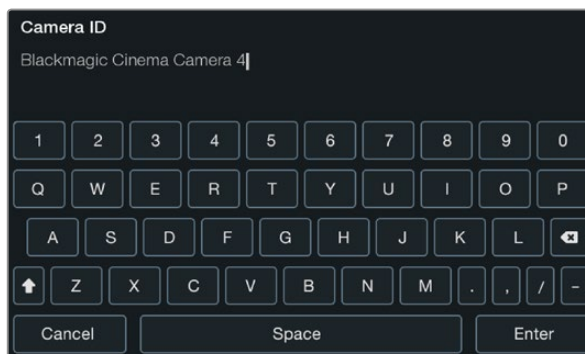 Camera ID
Blackmagic Cinema Camera 4
1 2 3 4 5 6 7 8 9 0
Q W E R T Y U I O P
A S D F G H J K L
Z X C V B N M . , / -
Cancel Space Enter